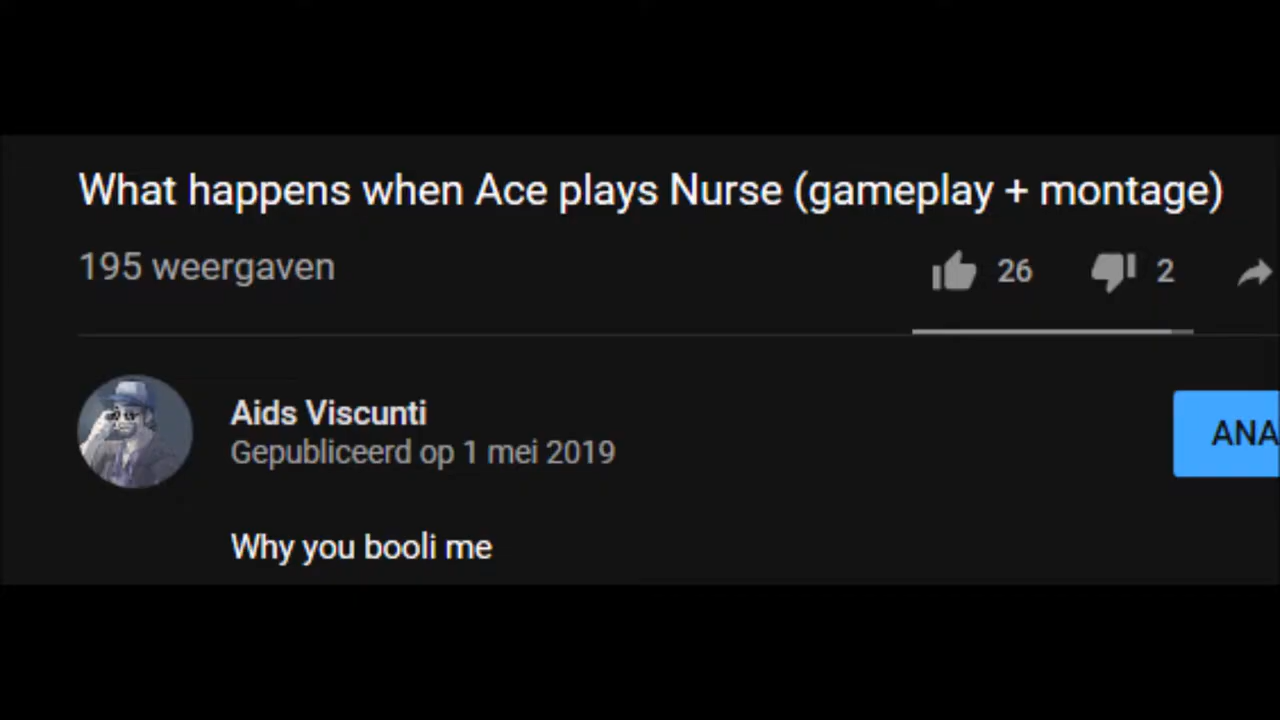 What happens when Ace plays Nurse (gameplay + montage)
195 weergaven
26 2
Aids Viscunti
Gepubliceerd op 1 mei 2019
ANA
Why you booli me